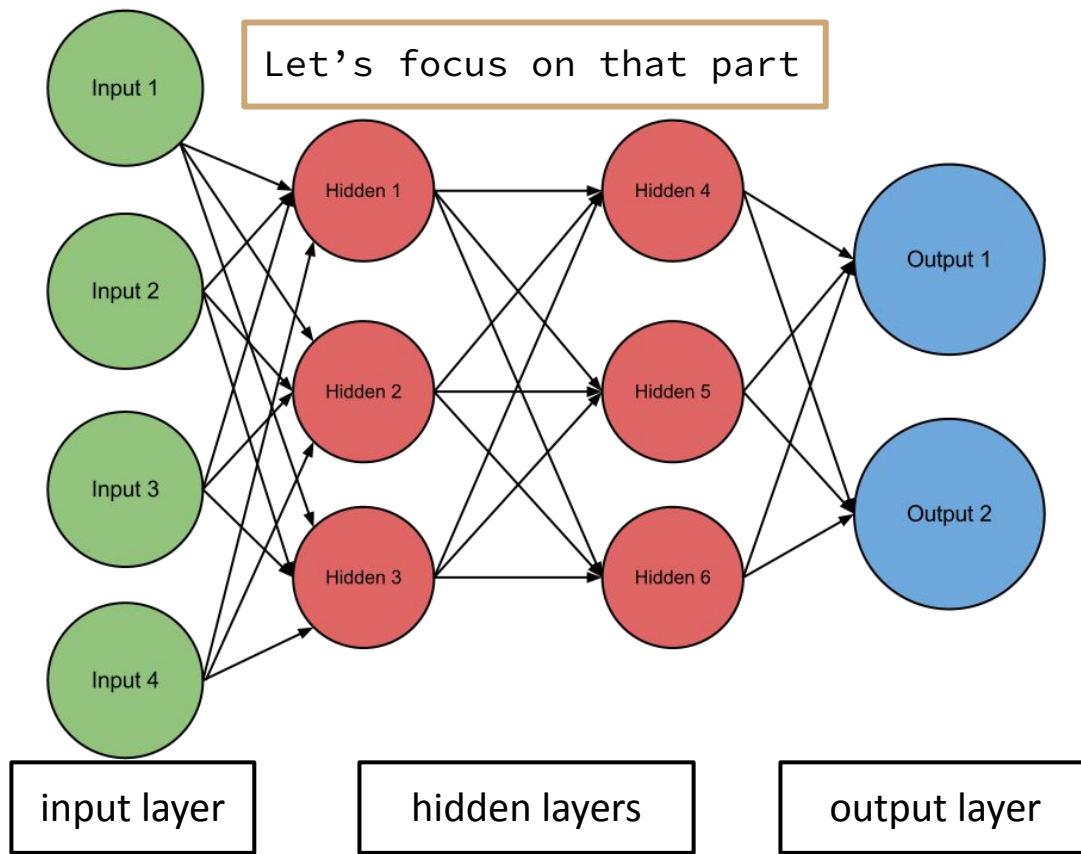 Let’s focus on that part
Input 1
Input 2
Input 3
Input 4
Hidden 1
Hidden 2
Hidden 3
Hidden 4
Hidden 5
Hidden 6
Output 1
Output 2
input layer
hidden layers
output layer